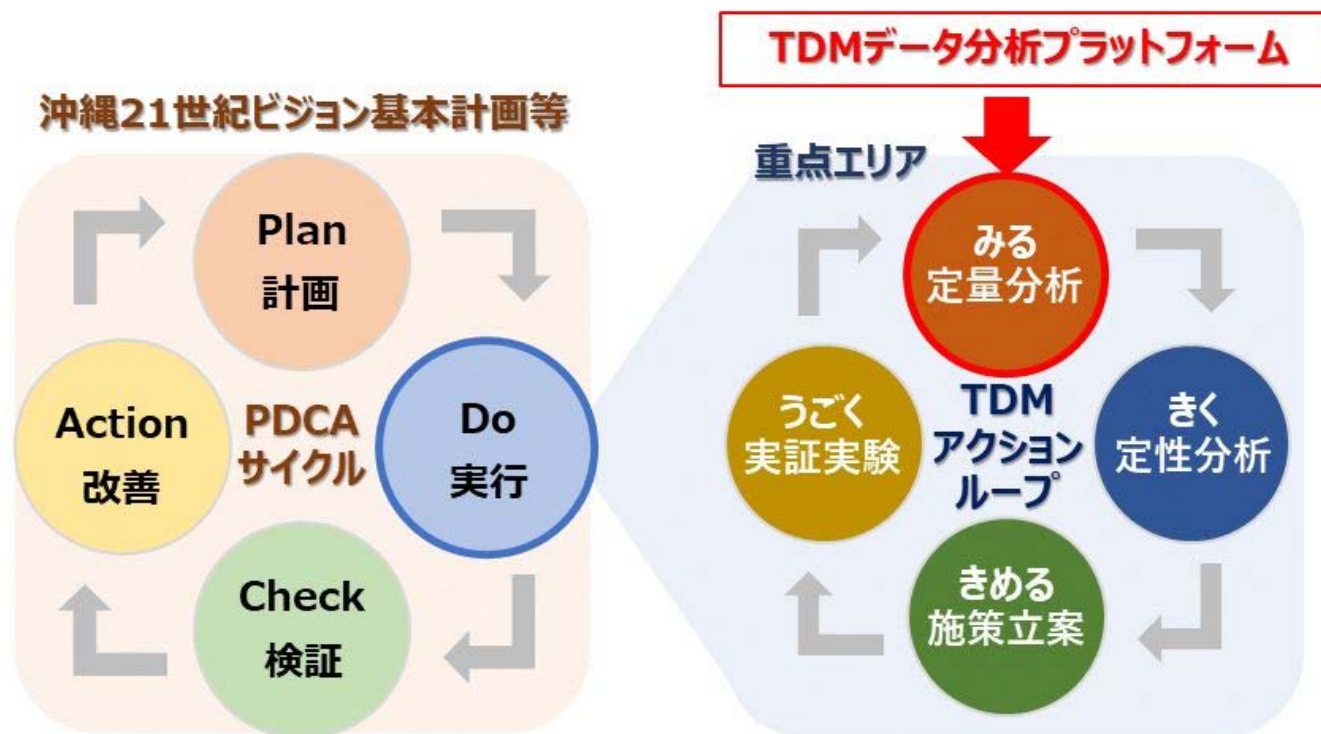 TDMデータ分析プラットフォーム
沖縄21世紀ビジョン基本計画等
Plan
計画
Do
実行
Check
検証
Action
改善
PDCA
サイクル
重点エリア
みる
定量分析
きく
定性分析
きめる
施策立案
うごく
実証実験
TDM
アクション
ループ